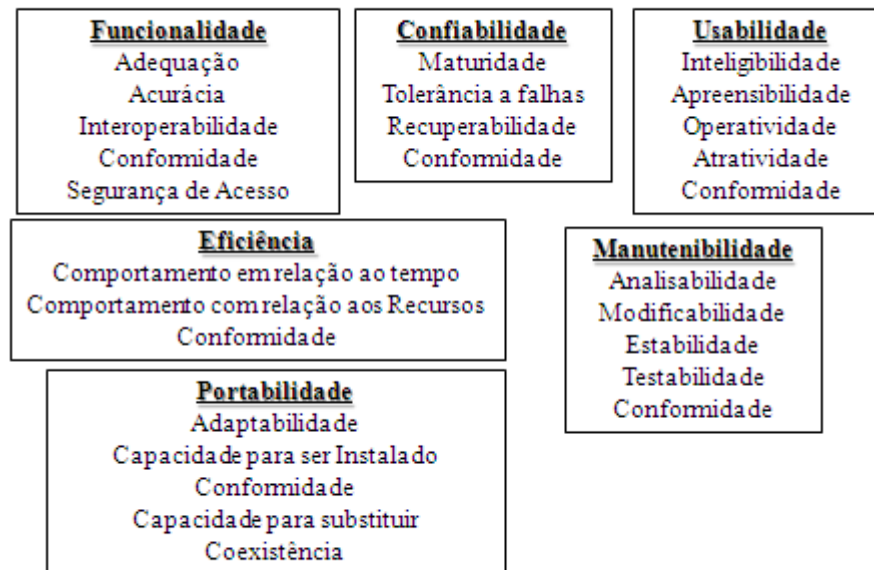 Funcionalidade
Adequação
Acurácia
Interoperabilidade
Conformidade
Segurança de Acesso
Confiabilidade
Maturidade
Tolerância a falhas
Recuperabilidade
Conformidade
Usabilidade
Inteligibilidade
Apreensibilidade
Operatividade
Atratividade
Conformidade
Eficiência
Comportamento em relação ao tempo
Comportamento com relação aos Recursos
Conformidade
Manutenibilidade
Analisabilidade
Modificabilidade
Estabilidade
Testabilidade
Conformidade
Portabilidade
Adaptabilidade
Capacidade para ser Instalado
Conformidade
Capacidade para substituir
Coexistência